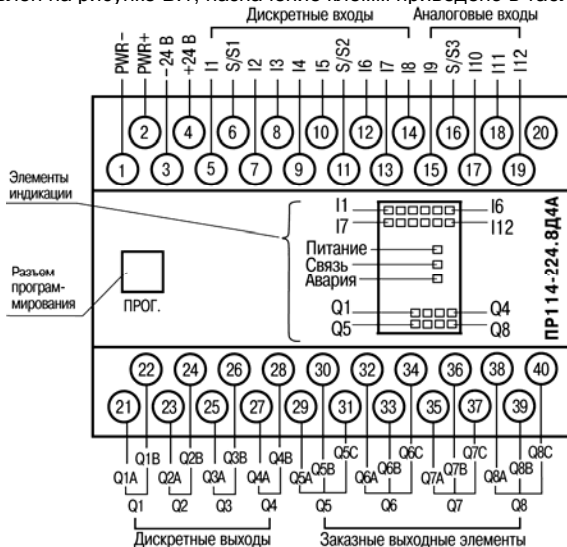 Дискретные входы Аналоговые входы
PWR- PWR+ -24 В +24 В I1 S/S1 I2 I3 I4 I5 S/S2 I6 I7 I8 I9 S/S3 I10 I11 I12
2 4 6 8 10 12 14 16 18 20
1 3 5 7 9 11 13 15 17 19
Элементы
индикации
I1 I6
I7 I12
Питание
Связь
Авария
Q1 Q4
Q5 Q8
Разъем
програм-
мирования
ПРОГ.
ПР114-224.8Д4А
22 24 26 28 30 32 34 36 38 40
21 23 25 27 29 31 33 35 37 39
Q1B Q2B Q3B Q4B Q5C Q6C Q7C Q8C
Q5B Q6B Q7B Q8B
Q1A Q2A Q3A Q4A Q5A Q6A Q7A Q8A
Q1 Q2 Q3 Q4 Q5 Q6 Q7 Q8
Дискретные выходы Заказные выходные элементы